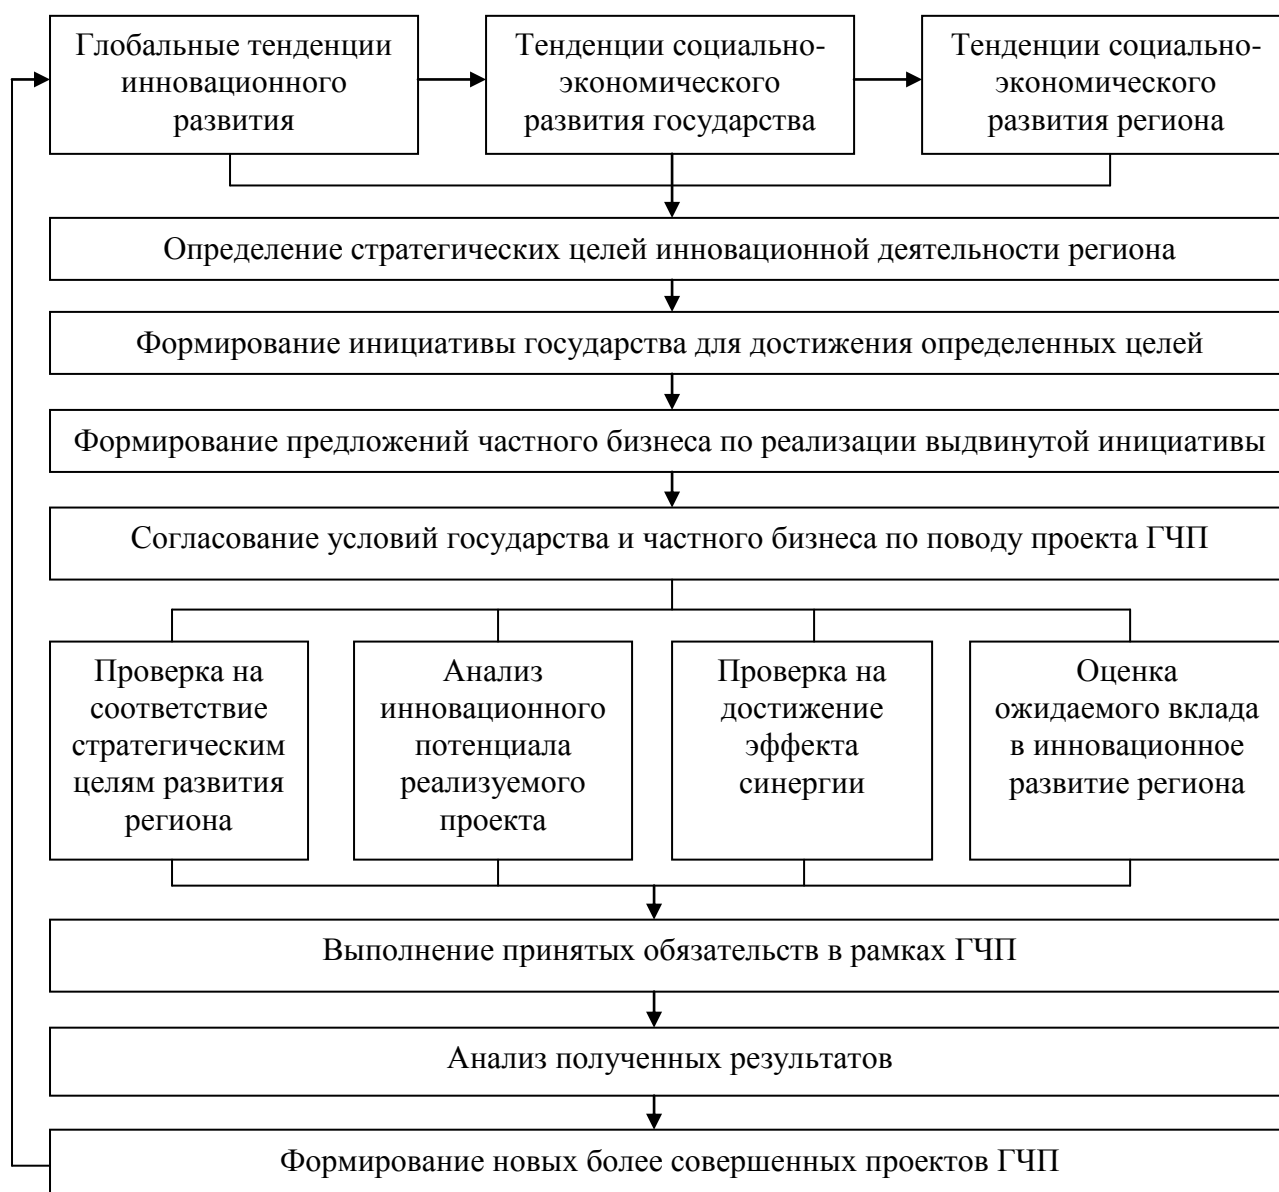 Глобальные тенденции
инновационного
развития
Тенденции социально-
экономического
развития государства
Тенденции социально-
экономического
развития региона
Определение стратегических целей инновационной деятельности региона
Формирование инициативы государства для достижения определенных целей
Формирование предложений частного бизнеса по реализации выдвинутой инициативы
Согласование условий государства и частного бизнеса по поводу проекта ГЧП
Проверка на
соответствие
стратегическим
целям развития
региона
Анализ
инновационного
потенциала
реализуемого
проекта
Проверка на
достижение
эффекта
синергии
Оценка
ожидаемого вклада
в инновационное
развитие региона
Выполнение принятых обязательств в рамках ГЧП
Анализ полученных результатов
Формирование новых более совершенных проектов ГЧП